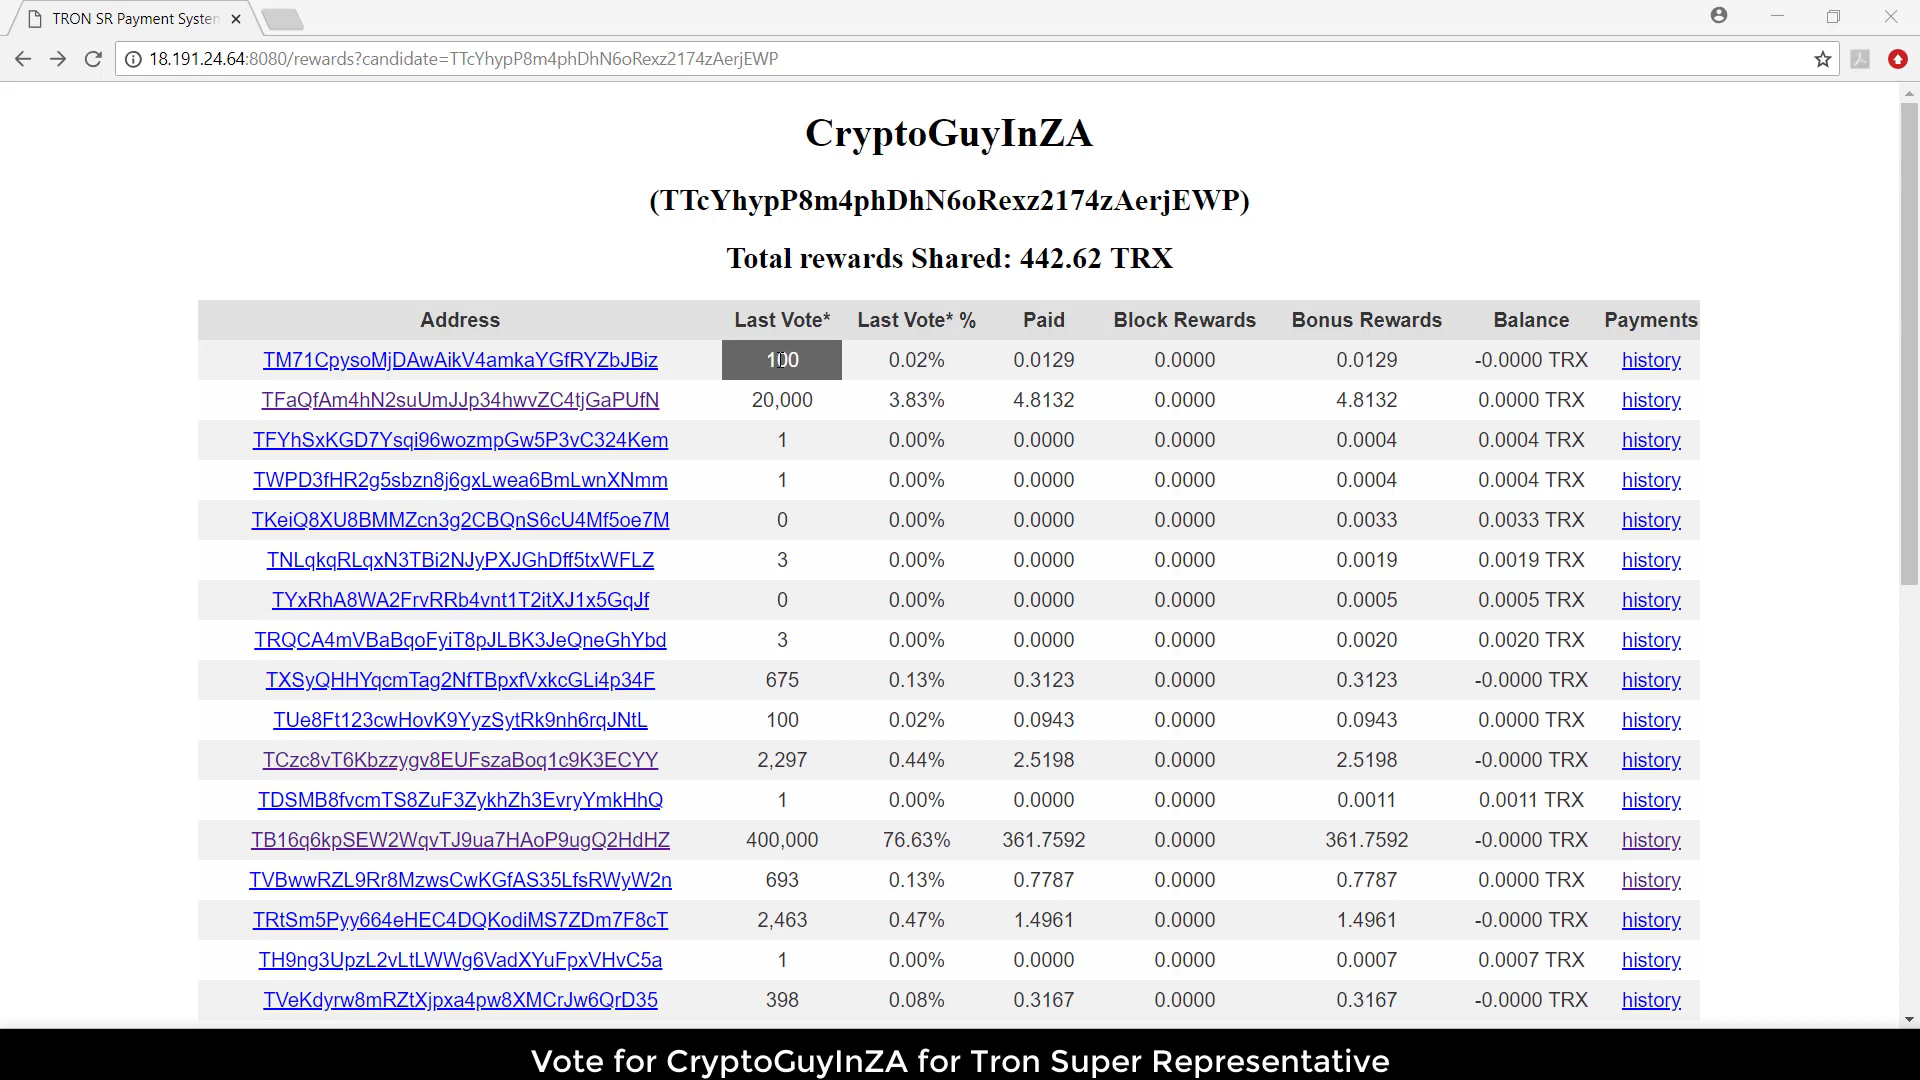 TRON SR Payment System
18.191.24.64:8080/rewards?candidate=TTcYhypP8m4phDhN6oRexz2174zAerjEWP
CryptoGuyInZA
(TTcYhypP8m4phDhN6oRexz2174zAerjEWP)
Total rewards Shared: 442.62 TRX
Address Last Vote* Last Vote* % Paid Block Rewards Bonus Rewards Balance Payments
TM71CpysoMjDAwAikV4amkaYGfRYZbJBiz 100 0.02% 0.0129 0.0000 0.0129 -0.0000 TRX history
TFaQfAm4hN2suUmJJp34hwvZC4tjGaPUfN 20,000 3.83% 4.8132 0.0000 4.8132 0.0000 TRX history
TFYhSxKGD7Ysqi96wozmpGw5P3vC324Kem 1 0.00% 0.0000 0.0000 0.0004 0.0004 TRX history
TWPD3fHR2g5sbzn8j6gxLwea6BmLwnXNmm 1 0.00% 0.0000 0.0000 0.0004 0.0004 TRX history
TKeiQ8XU8BMMZcn3g2CBQnS6cU4Mf5oe7M 0 0.00% 0.0000 0.0000 0.0033 0.0033 TRX history
TNLqkqRLqxN3TBi2NJyPXJGhDff5txWFLZ 3 0.00% 0.0000 0.0000 0.0019 0.0019 TRX history
TYxRhA8WA2FrvRRb4vnt1T2itXJ1x5GqJf 0 0.00% 0.0000 0.0000 0.0005 0.0005 TRX history
TRQCA4mVBaBqoFyiT8pJLBK3JeQneGhYbd 3 0.00% 0.0000 0.0000 0.0020 0.0020 TRX history
TXSyQHHYqcmTag2NfTBpxfVxkcGLi4p34F 675 0.13% 0.3123 0.0000 0.3123 -0.0000 TRX history
TUe8Ft123cwHovK9YyzSytRk9nh6rqJNtL 100 0.02% 0.0943 0.0000 0.0943 0.0000 TRX history
TCzc8vT6Kbzzygv8EUFszaBoq1c9K3ECYY 2,297 0.44% 2.5198 0.0000 2.5198 -0.0000 TRX history
TDSMB8fvcmTS8ZuF3ZykhZh3EvryYmkHhQ 1 0.00% 0.0000 0.0000 0.0011 0.0011 TRX history
TB16q6kpSEW2WqvTJ9ua7HAoP9ugQ2HdHZ 400,000 76.63% 361.7592 0.0000 361.7592 -0.0000 TRX history
TVBwwRZL9Rr8MzwsCwKGfAS35LfsRWyW2n 693 0.13% 0.7787 0.0000 0.7787 0.0000 TRX history
TRtSm5Pyy664eHEC4DQKodiMS7ZDm7F8cT 2,463 0.47% 1.4961 0.0000 1.4961 -0.0000 TRX history
TH9ng3UpzL2vLtLWWg6VadXYuFpxVHvC5a 1 0.00% 0.0000 0.0000 0.0007 0.0007 TRX history
TVeKdyrw8mRZtXjpxa4pw8XMCrJw6QrD35 398 0.08% 0.3167 0.0000 0.3167 -0.0000 TRX history
Vote for CryptoGuyInZA for Tron Super Representative